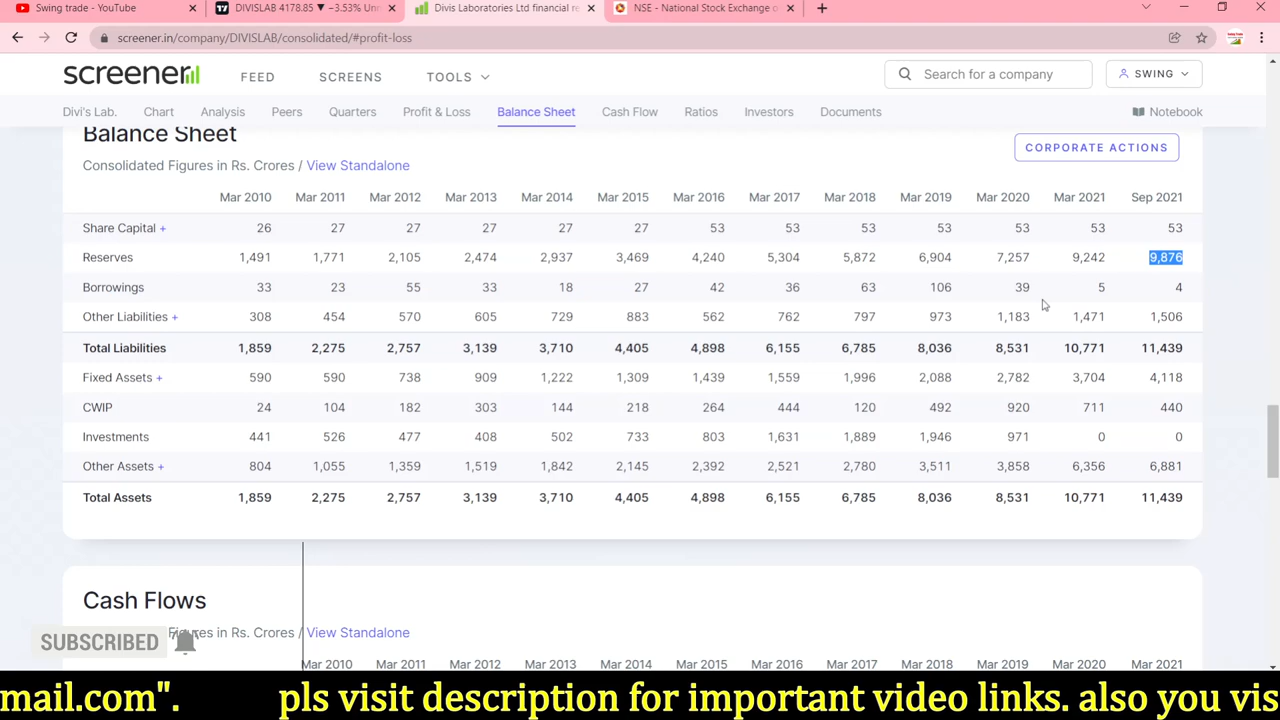 Swing trade - YouTube × DIVISLAB 4178.85 ▼ −3.53% Unr × Divis Laboratories Ltd financial re × NSE - National Stock Exchange o × +
screener.in/company/DIVISLAB/consolidated/#profit-loss
screener FEED SCREENS TOOLS Search for a company SWING
Divi's Lab. Chart Analysis Peers Quarters Profit & Loss Balance Sheet Cash Flow Ratios Investors Documents Notebook
Balance Sheet
CORPORATE ACTIONS
Consolidated Figures in Rs. Crores / View Standalone
Mar 2010 Mar 2011 Mar 2012 Mar 2013 Mar 2014 Mar 2015 Mar 2016 Mar 2017 Mar 2018 Mar 2019 Mar 2020 Mar 2021 Sep 2021
Share Capital + 26 27 27 27 27 27 53 53 53 53 53 53 53
Reserves 1,491 1,771 2,105 2,474 2,937 3,469 4,240 5,304 5,872 6,904 7,257 9,242 9,876
Borrowings 33 23 55 33 18 27 42 36 63 106 39 5 4
Other Liabilities + 308 454 570 605 729 883 562 762 797 973 1,183 1,471 1,506
Total Liabilities 1,859 2,275 2,757 3,139 3,710 4,405 4,898 6,155 6,785 8,036 8,531 10,771 11,439
Fixed Assets + 590 590 738 909 1,222 1,309 1,439 1,559 1,996 2,088 2,782 3,704 4,118
CWIP 24 104 182 303 144 218 264 444 120 492 920 711 440
Investments 441 526 477 408 502 733 803 1,631 1,889 1,946 971 0 0
Other Assets + 804 1,055 1,359 1,519 1,842 2,145 2,392 2,521 2,780 3,511 3,858 6,356 6,881
Total Assets 1,859 2,275 2,757 3,139 3,710 4,405 4,898 6,155 6,785 8,036 8,531 10,771 11,439
Cash Flows
SUBSCRIBED Figures in Rs. Crores / View Standalone
Mar 2010 Mar 2011 Mar 2012 Mar 2013 Mar 2014 Mar 2015 Mar 2016 Mar 2017 Mar 2018 Mar 2019 Mar 2020 Mar 2021
mail.com". pls visit description for important video links. also you vis